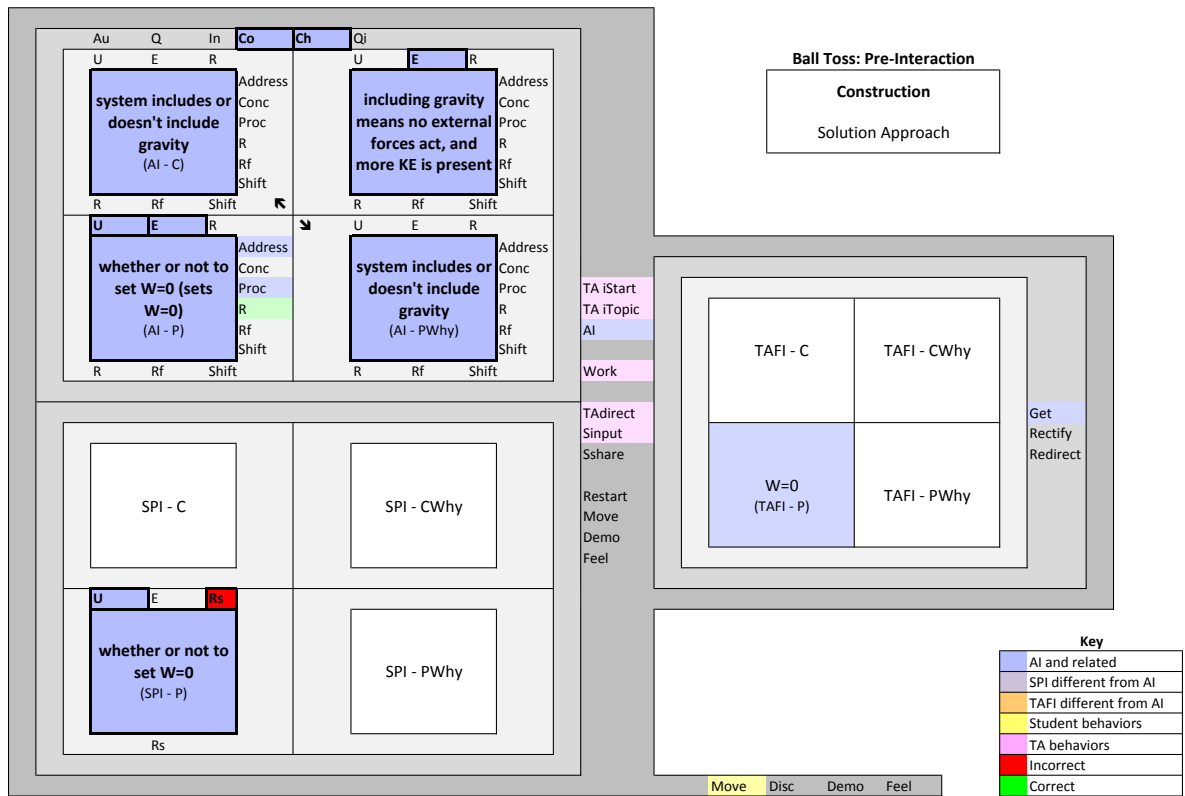 Au Q In Co Ch Qi
U E R U E R
Ball Toss: Pre-Interaction
Construction
Solution Approach
system includes or
doesn't include
gravity
(AI - C)
Address
Conc
Proc
R
Rf
Shift
R Rf Shift
including gravity
means no external
forces act, and
more KE is present
Address
Conc
Proc
R
Rf
Shift
R Rf Shift
U E R U E R
whether or not to
set W=0 (sets
W=0)
(AI - P)
Address
Conc
Proc
R
Rf
Shift
R Rf Shift
system includes or
doesn't include
gravity
(AI - PWhy)
Address
Conc
Proc
R
Rf
Shift
R Rf Shift
TA iStart
TA iTopic
AI
Work
TAdirect
Sinput
Sshare
Restart
Move
Demo
Feel
TAFI - C
TAFI - CWhy
W=0
(TAFI - P)
TAFI - PWhy
Get
Rectify
Redirect
SPI - C
SPI - CWhy
U E Rs
whether or not to
set W=0
(SPI - P)
Rs
SPI - PWhy
Key
AI and related
SPI different from AI
TAFI different from AI
Student behaviors
TA behaviors
Incorrect
Correct
Move Disc Demo Feel